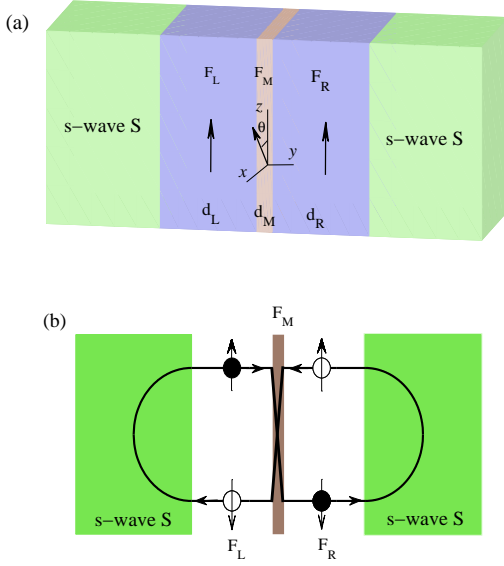 (a)
F_L F_M F_R
z
θ
s-wave S s-wave S
y
x
d_L d_M d_R
F_M
(b)
s-wave S s-wave S
F_L F_R